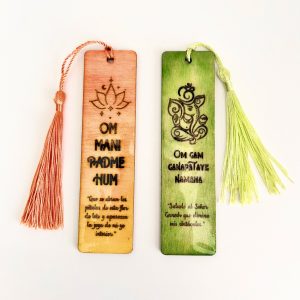 OM
MANI
PADME
HUM
"Que se abran los
pétalos de esta flor
de loto y aparezca
la joya de mi yo
interior."
OM GAM
GANAPATAYE
NAMAHA
"Saludo al Señor
Ganesh que elimina
mis obstáculos."